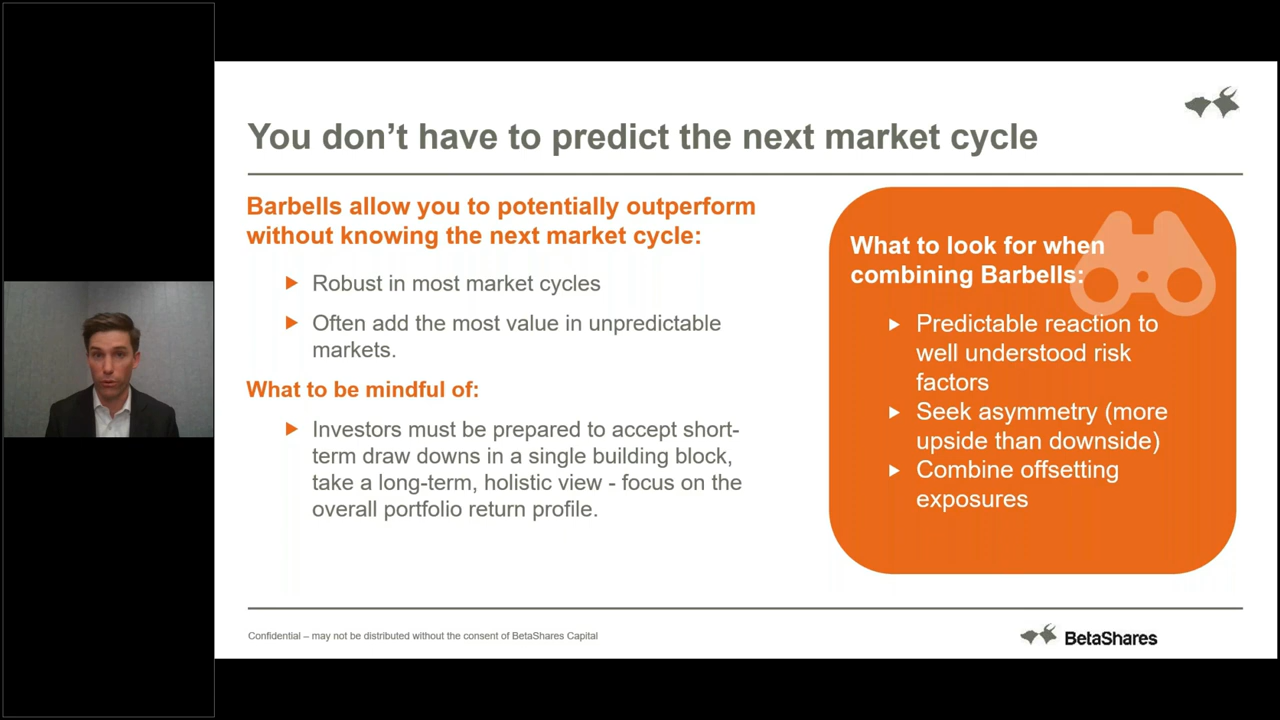 You don’t have to predict the next market cycle
Barbells allow you to potentially outperform
without knowing the next market cycle:
Robust in most market cycles
Often add the most value in unpredictable
markets.
What to be mindful of:
Investors must be prepared to accept short-
term draw downs in a single building block,
take a long-term, holistic view - focus on the
overall portfolio return profile.
What to look for when
combining Barbells:
Predictable reaction to
well understood risk
factors
Seek asymmetry (more
upside than downside)
Combine offsetting
exposures
Confidential – may not be distributed without the consent of BetaShares Capital
BetaShares